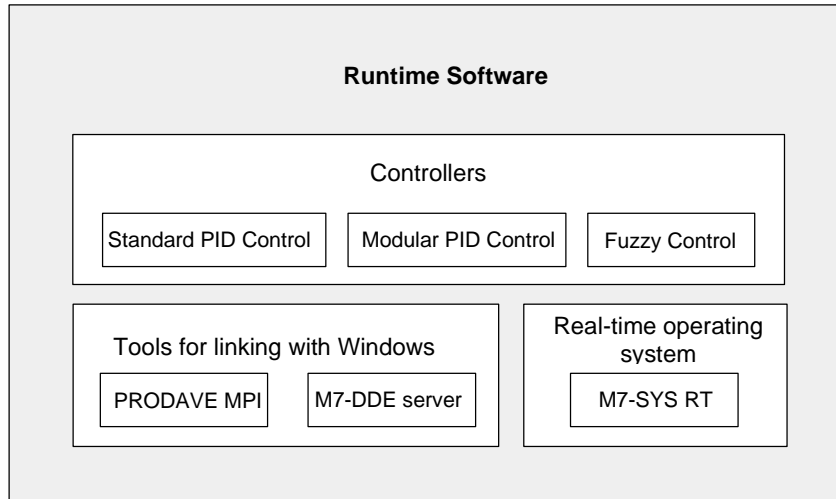 Runtime Software
Controllers
Standard PID Control
Modular PID Control
Fuzzy Control
Tools for linking with Windows
PRODAVE MPI
M7-DDE server
Real-time operating
system
M7-SYS RT